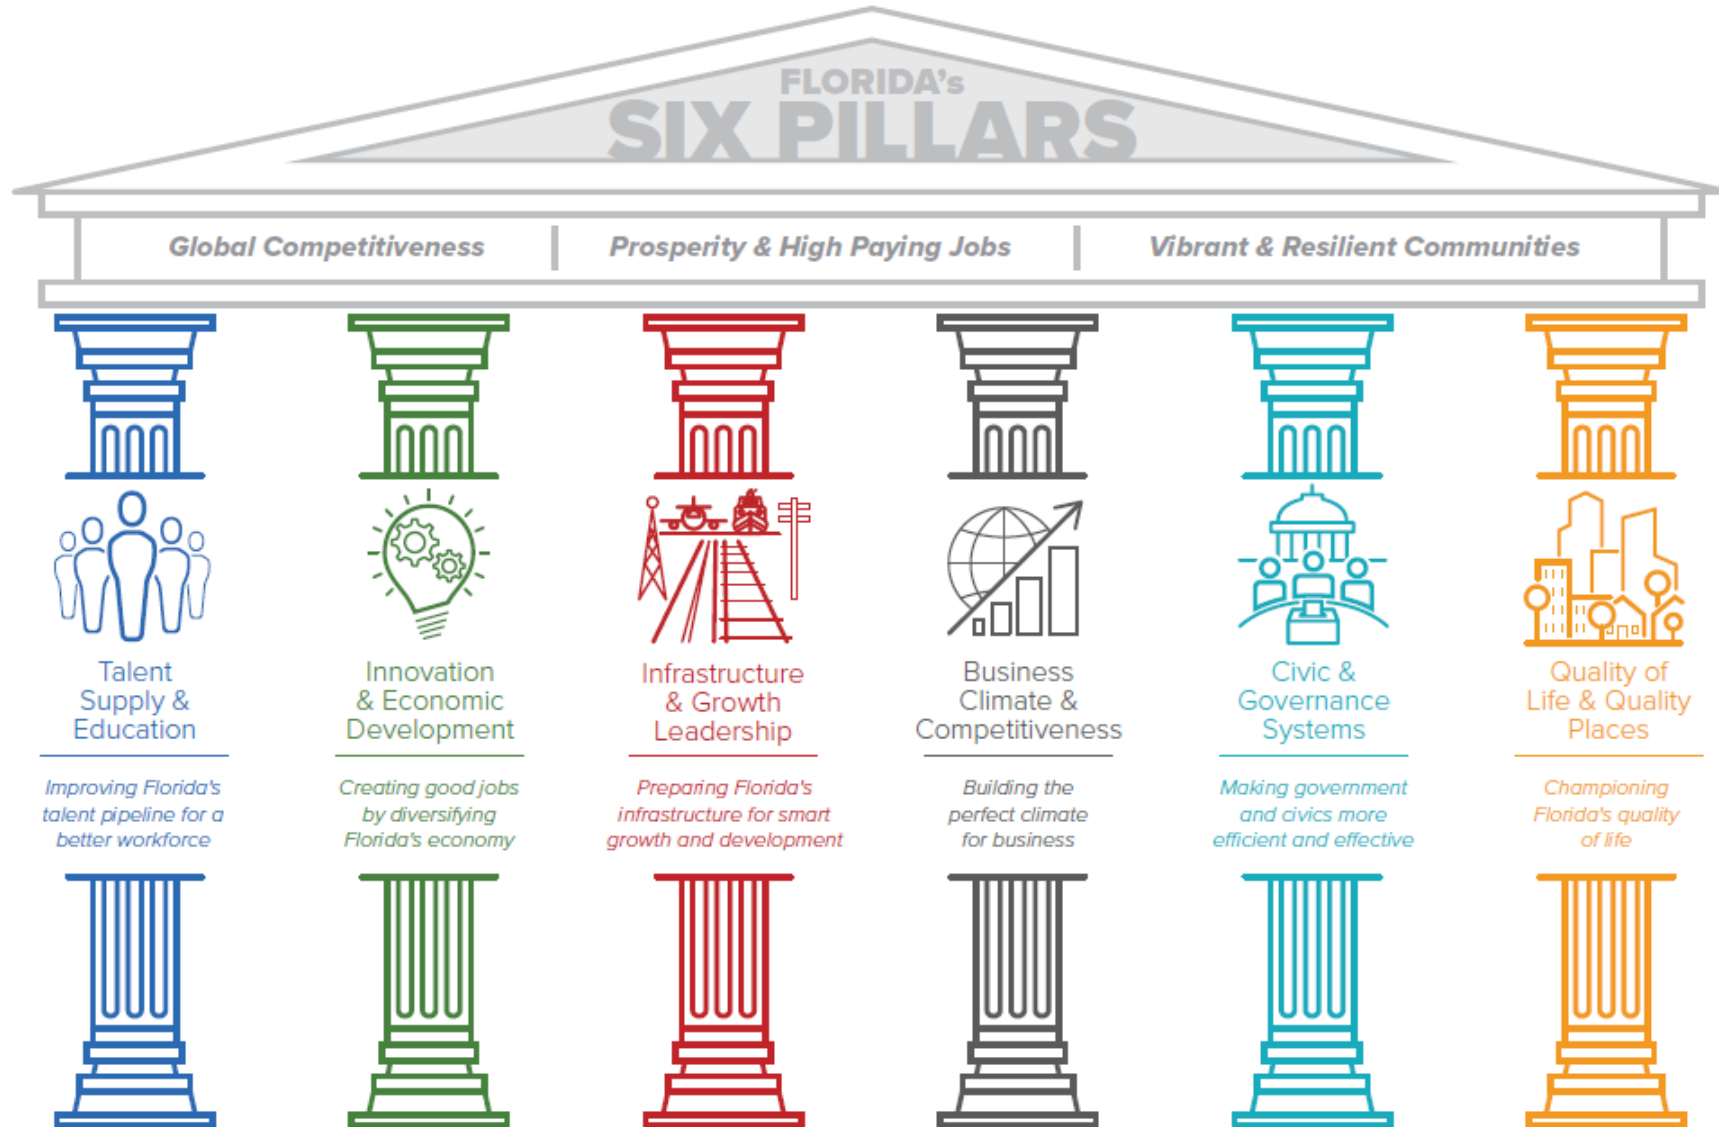 FLORIDA's
SIX PILLARS
Global Competitiveness
Prosperity & High Paying Jobs
Vibrant & Resilient Communities
Talent
Supply &
Education
Improving Florida's
talent pipeline for a
better workforce
Innovation
& Economic
Development
Creating good jobs
by diversifying
Florida's economy
Infrastructure
& Growth
Leadership
Preparing Florida's
infrastructure for smart
growth and development
Business
Climate &
Competitiveness
Building the
perfect climate
for business
Civic &
Governance
Systems
Making government
and civics more
efficient and effective
Quality of
Life & Quality
Places
Championing
Florida's quality
of life